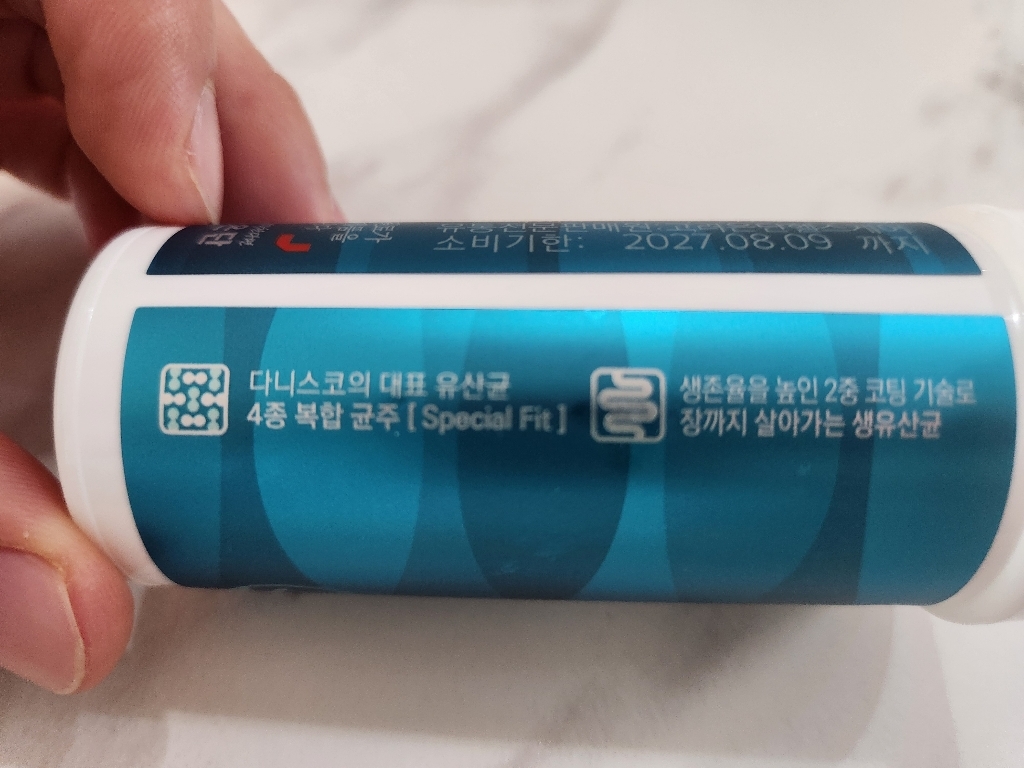 소비기한: 2027.08.09 까지
다니스코의 대표 유산균
4종 복합 균주 [ Special Fit ]
생존율을 높인 2중 코팅 기술로
장까지 살아가는 생유산균